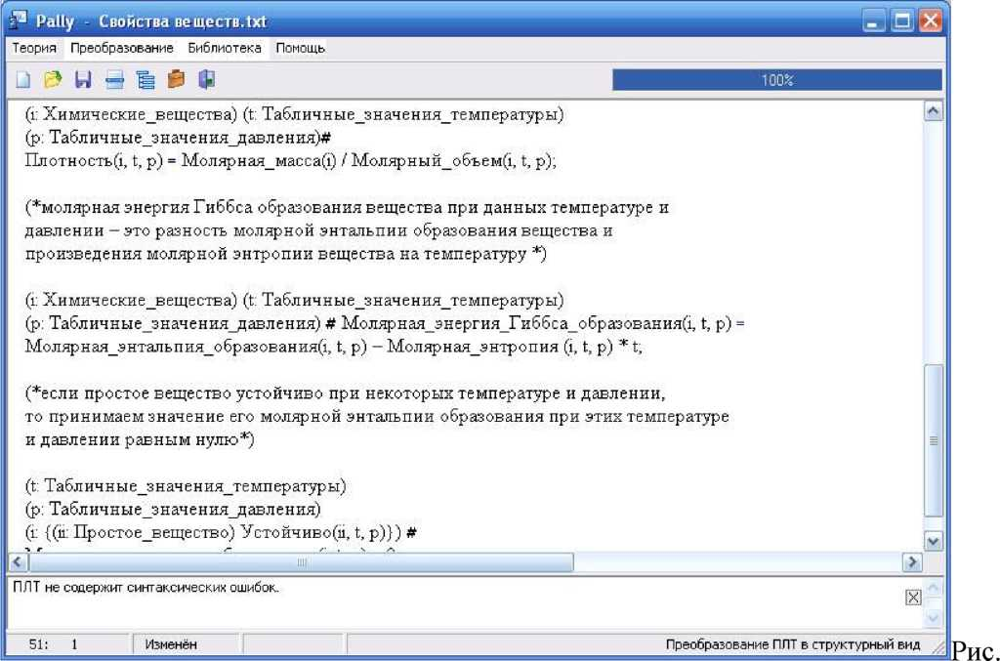 Pally - Свойства веществ.txt
Теория Преобразование Библиотека Помощь
100%
(i: Химические_вещества) (t: Табличные_значения_температуры)
(p: Табличные_значения_давления)#
Плотность(i, t, p) = Молярная_масса(i) / Молярный_объем(i, t, p);
(*молярная энергия Гиббса образования вещества при данных температуре и
давлении – это разность молярной энтальпии образования вещества и
произведения молярной энтропии вещества на температуру *)
(i: Химические_вещества) (t: Табличные_значения_температуры)
(p: Табличные_значения_давления) # Молярная_энергия_Гиббса_образования(i, t, p) =
Молярная_энтальпия_образования(i, t, p) – Молярная_энтропия (i, t, p) * t;
(*если простое вещество устойчиво при некоторых температуре и давлении,
то принимаем значение его молярной энтальпии образования при этих температуре
и давлении равным нулю*)
(t: Табличные_значения_температуры)
(p: Табличные_значения_давления)
(i: {(ii: Простое_вещество) Устойчиво(ii, t, p)}) #
ПЛТ не содержит синтаксических ошибок.
51: 1 Изменён Преобразование ПЛТ в структурный вид
Рис.